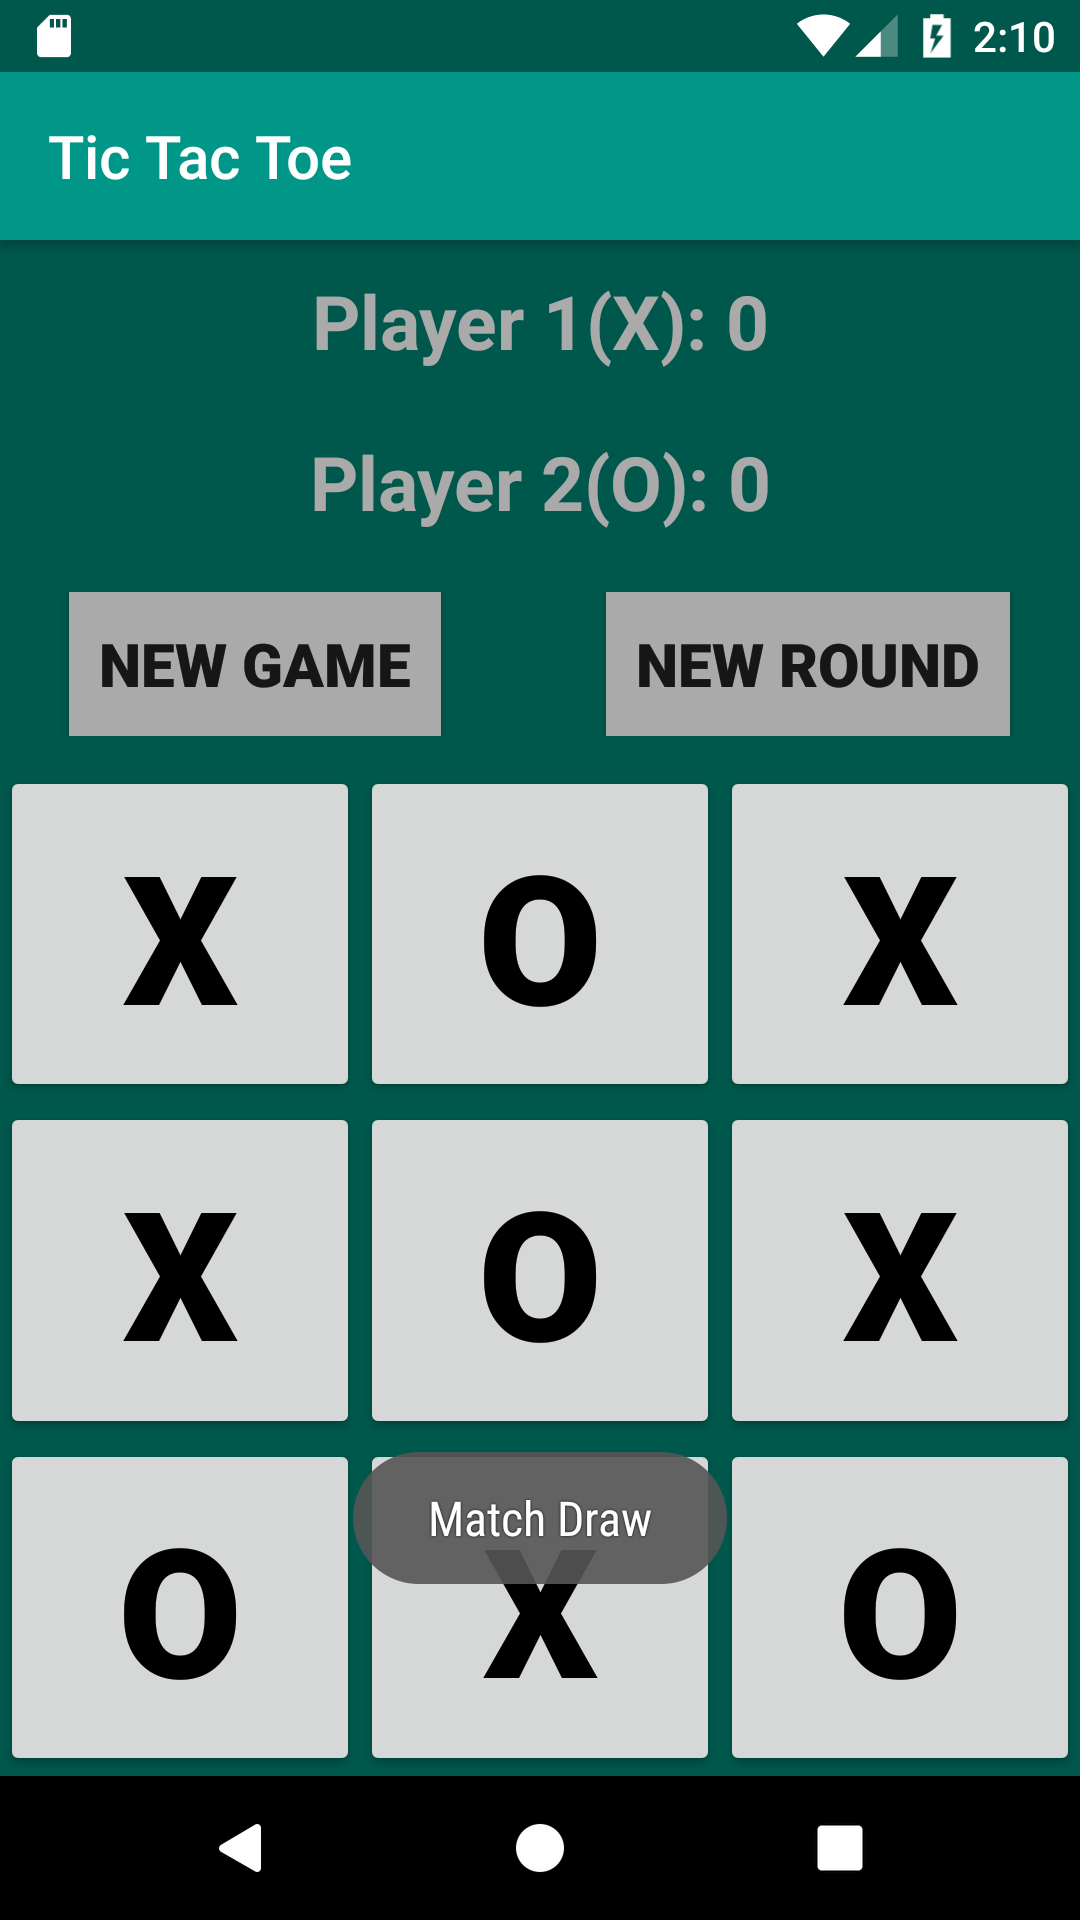 2:10
Tic Tac Toe
Player 1(X): 0
Player 2(O): 0
NEW GAME NEW ROUND
X O X
X O X
Match Draw
O X O